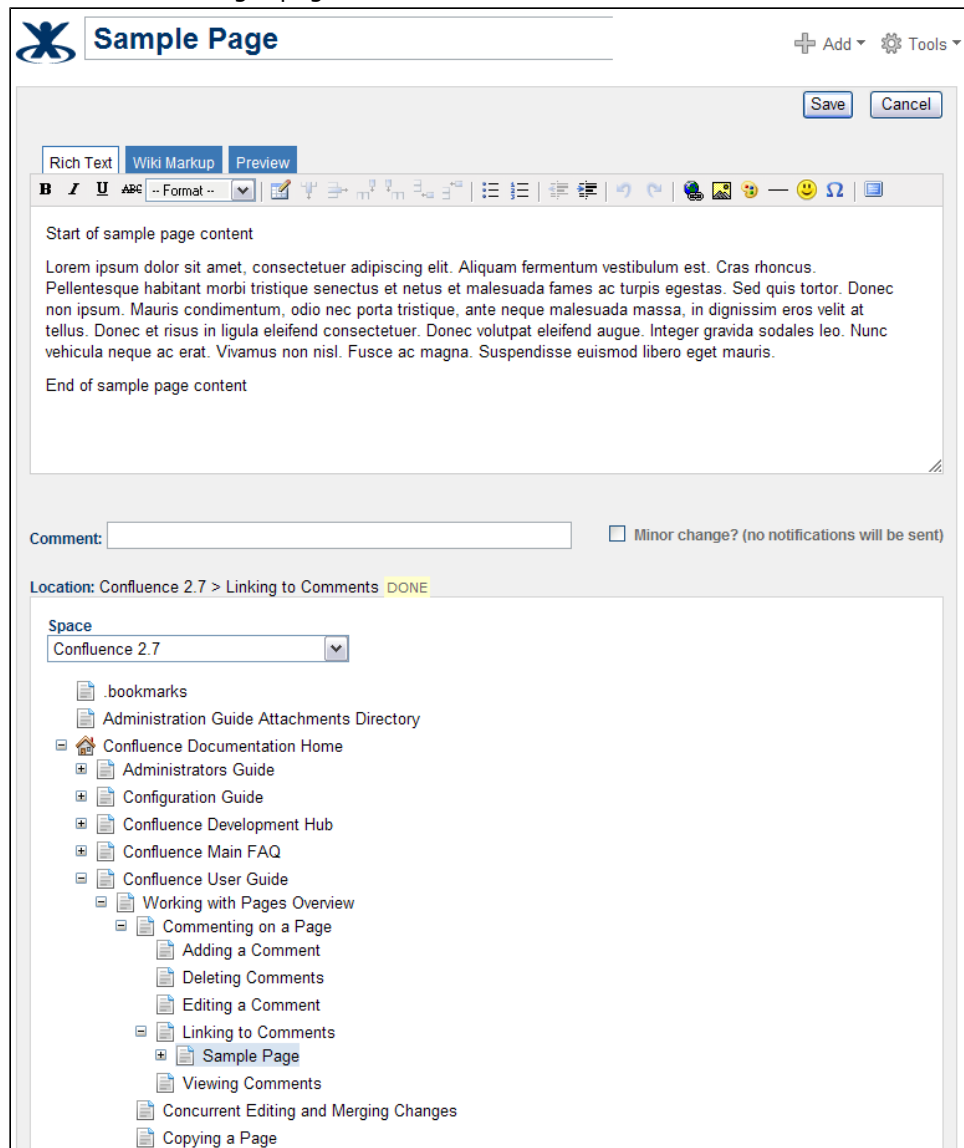 Sample Page
Add Tools
Save Cancel
Rich Text Wiki Markup Preview
B I U ABC -- Format --
Start of sample page content
Lorem ipsum dolor sit amet, consectetuer adipiscing elit. Aliquam fermentum vestibulum est. Cras rhoncus.
Pellentesque habitant morbi tristique senectus et netus et malesuada fames ac turpis egestas. Sed quis tortor. Donec
non ipsum. Mauris condimentum, odio nec porta tristique, ante neque malesuada massa, in dignissim eros velit at
tellus. Donec et risus in ligula eleifend consectetuer. Donec volutpat eleifend augue. Integer gravida sodales leo. Nunc
vehicula neque ac erat. Vivamus non nisl. Fusce ac magna. Suspendisse euismod libero eget mauris.
End of sample page content
Comment: Minor change? (no notifications will be sent)
Location: Confluence 2.7 > Linking to Comments DONE
Space
Confluence 2.7
.bookmarks
Administration Guide Attachments Directory
Confluence Documentation Home
Administrators Guide
Configuration Guide
Confluence Development Hub
Confluence Main FAQ
Confluence User Guide
Working with Pages Overview
Commenting on a Page
Adding a Comment
Deleting Comments
Editing a Comment
Linking to Comments
Sample Page
Viewing Comments
Concurrent Editing and Merging Changes
Copying a Page